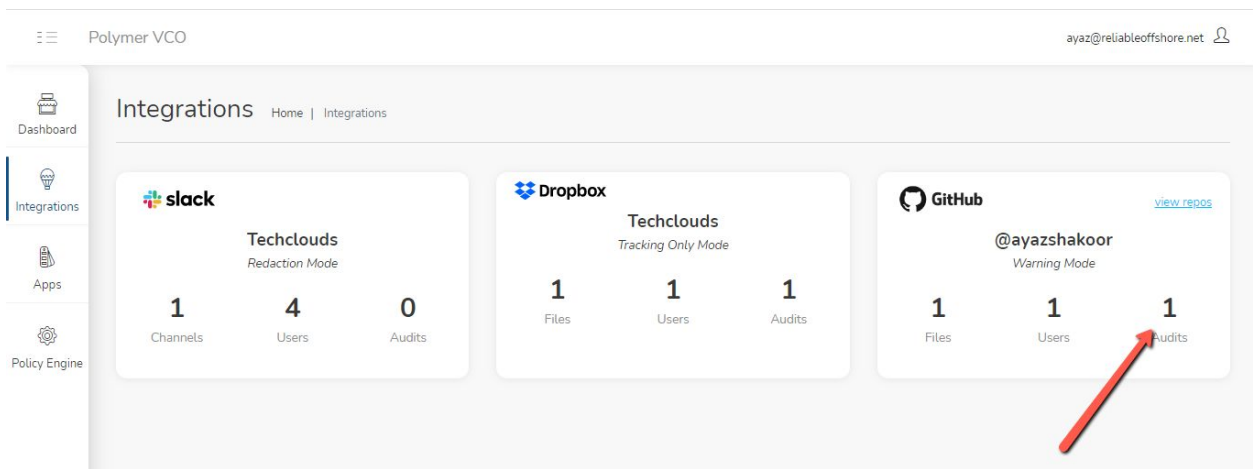 Polymer VCO
ayaz@reliableoffshore.net
Dashboard
Integrations
Apps
Policy Engine
Integrations Home | Integrations
slack
Techclouds
Redaction Mode
1 4 0
Channels Users Audits
Dropbox
Techclouds
Tracking Only Mode
1 1 1
Files Users Audits
GitHub view repos
@ayazshakoor
Warning Mode
1 1 1
Files Users Audits